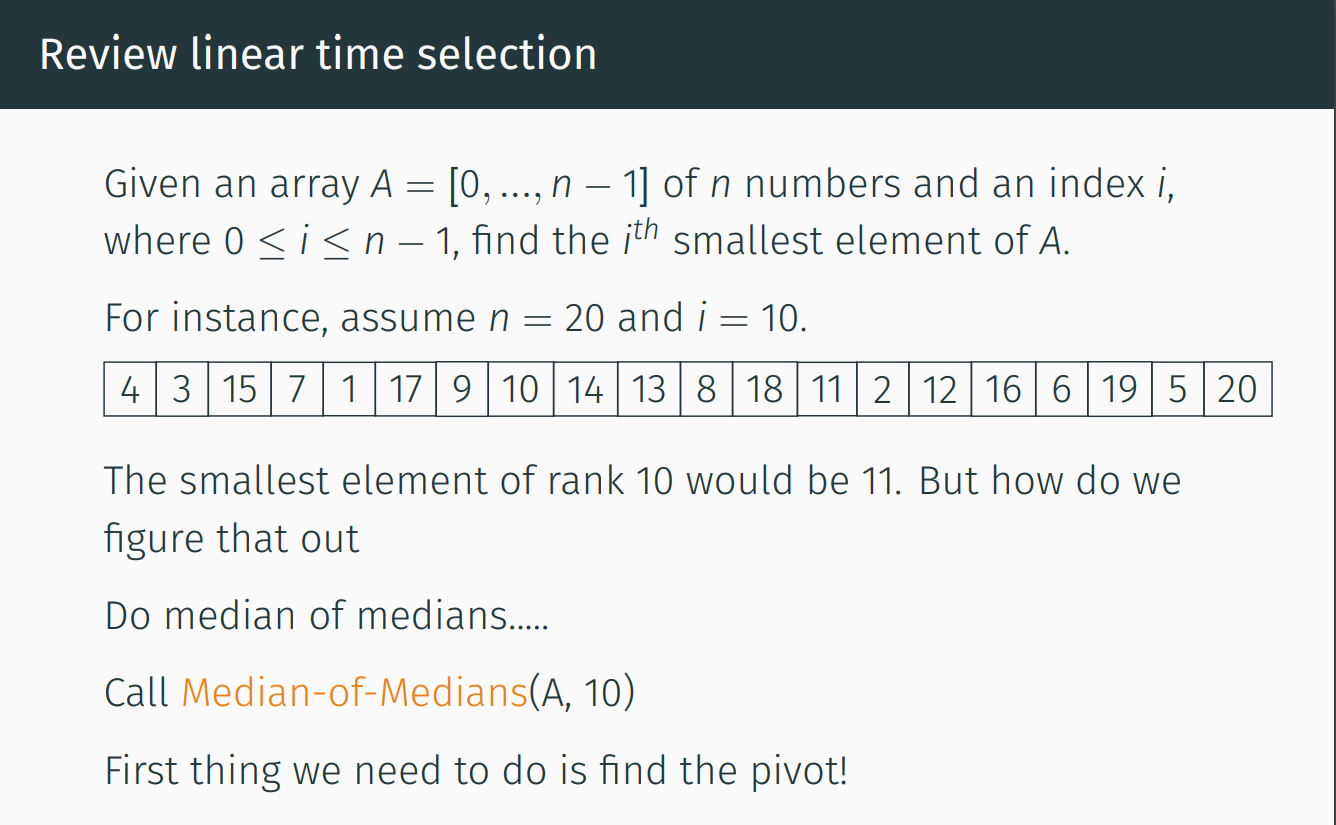 Review linear time selection
Given an array A = [0, ..., n − 1] of n numbers and an index i,
where 0 ≤ i ≤ n − 1, find the i^th smallest element of A.
For instance, assume n = 20 and i = 10.
4 3 15 7 1 17 9 10 14 13 8 18 11 2 12 16 6 19 5 20
The smallest element of rank 10 would be 11. But how do we
figure that out
Do median of medians.....
Call Median-of-Medians(A, 10)
First thing we need to do is find the pivot!